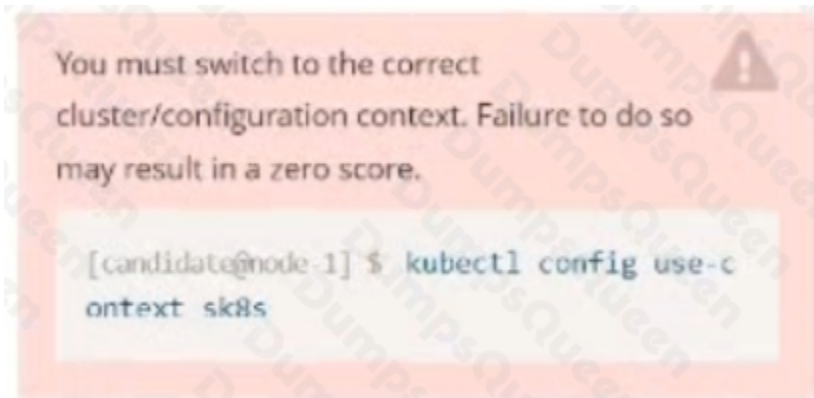 You must switch to the correct
cluster/configuration context. Failure to do so
may result in a zero score.
[candidate@node-1] $ kubectl config use-c
ontext sk8s
DumpsQueen